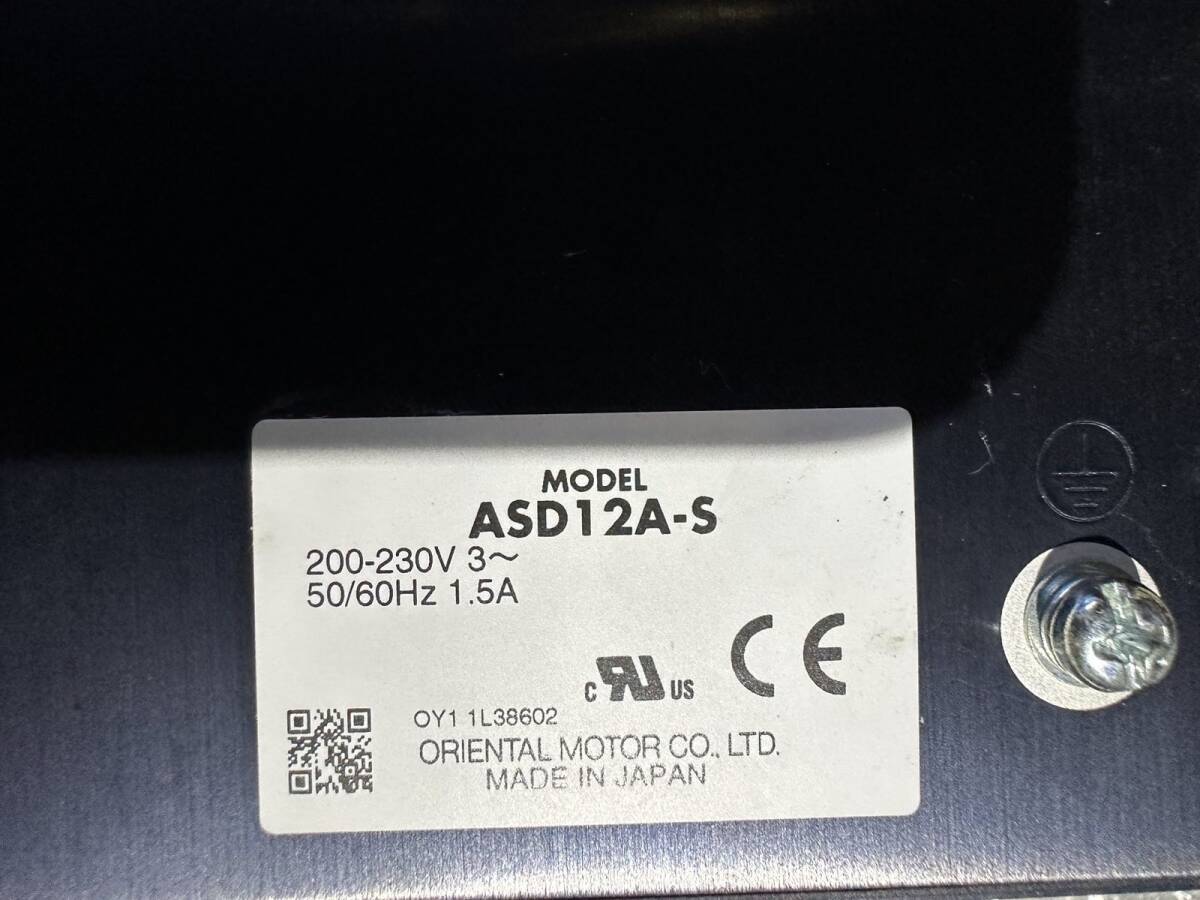 MODEL
ASD12A-S
200-230V 3～
50/60Hz 1.5A
c RU US CE
OY1 1L38602
ORIENTAL MOTOR CO., LTD.
MADE IN JAPAN